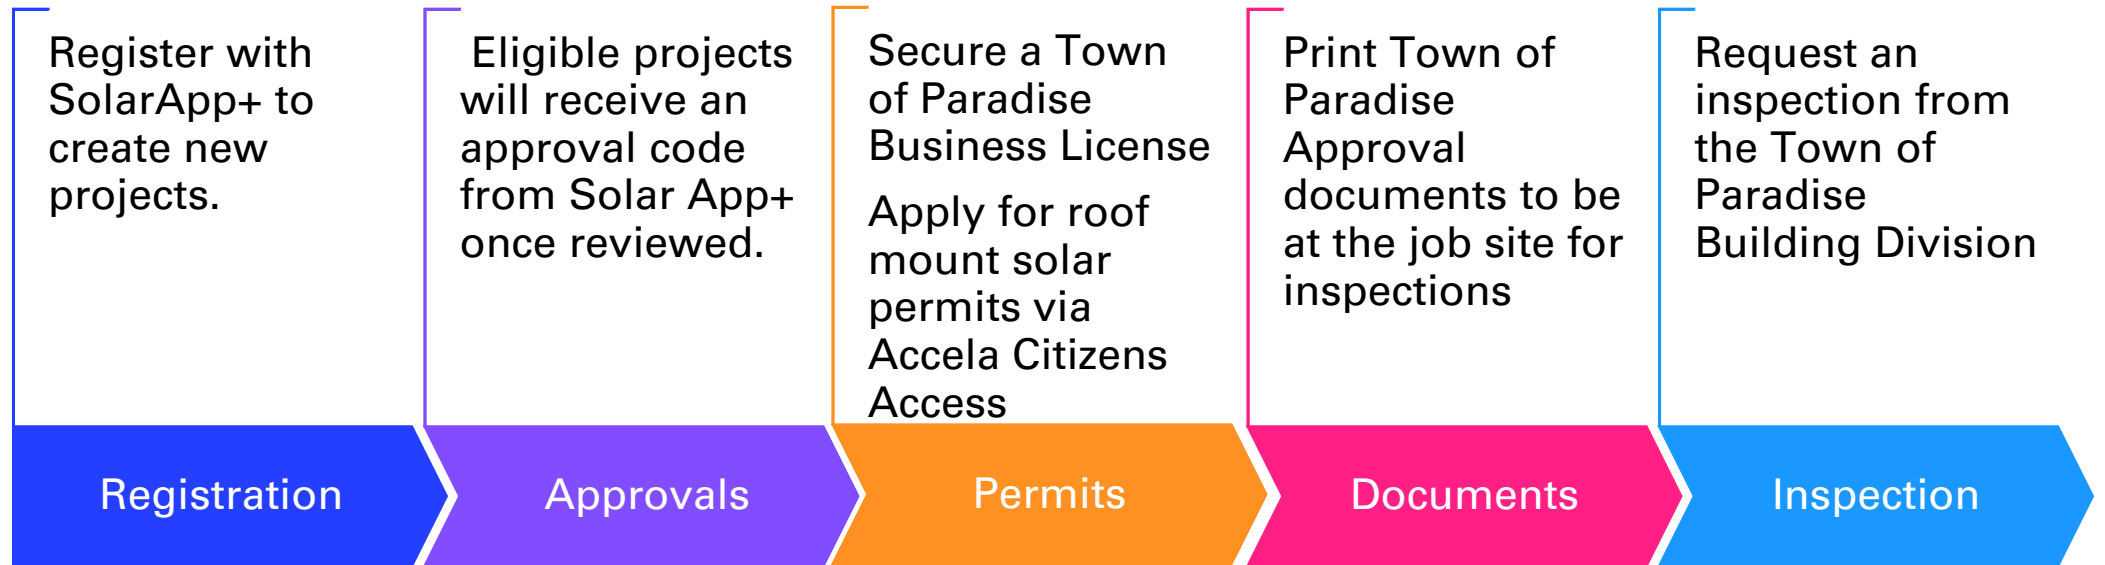 Register with
SolarApp+ to
create new
projects.
Eligible projects
will receive an
approval code
from Solar App+
once reviewed.
Secure a Town
of Paradise
Business License
Apply for roof
mount solar
permits via
Accela Citizens
Access
Print Town of
Paradise
Approval
documents to be
at the job site for
inspections
Request an
inspection from
the Town of
Paradise
Building Division
Registration
Approvals
Permits
Documents
Inspection